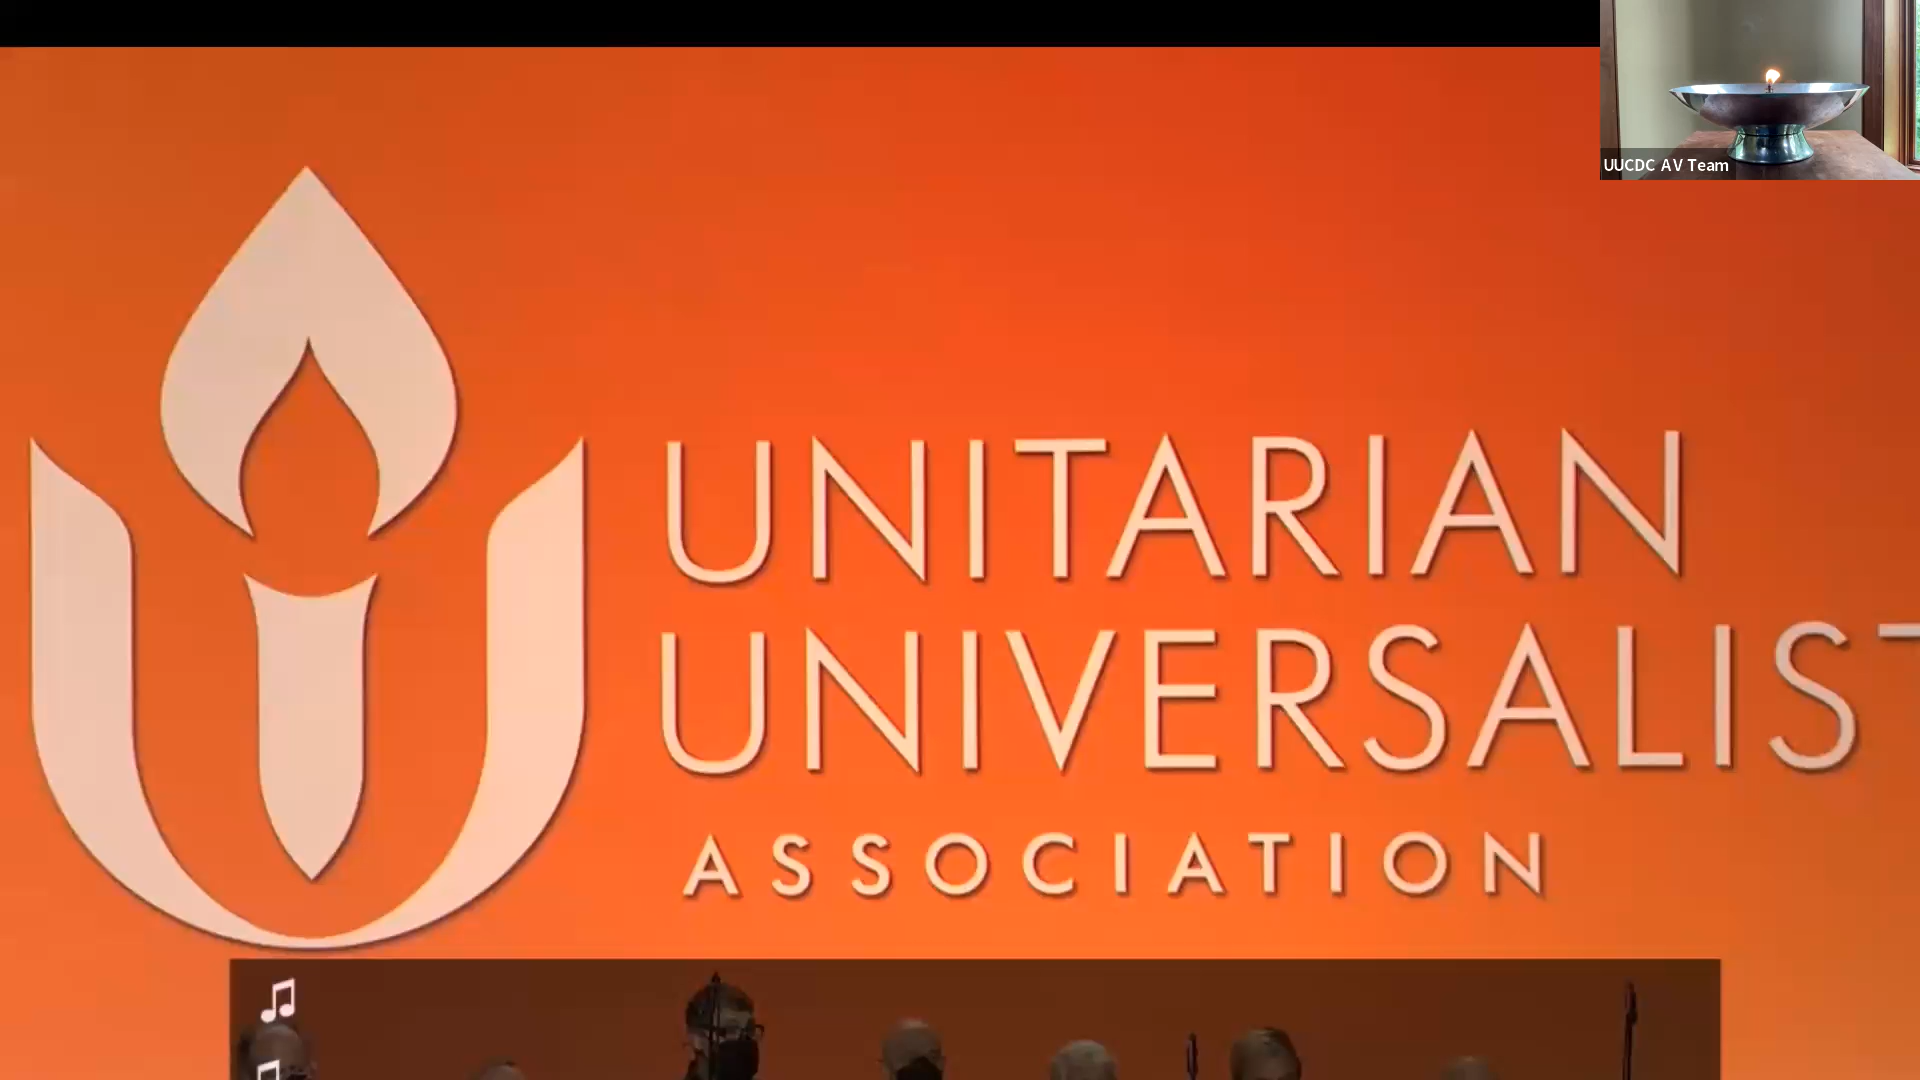 UUCDC AV Team
UNITARIAN
UNIVERSALIST
ASSOCIATION
♫
♫